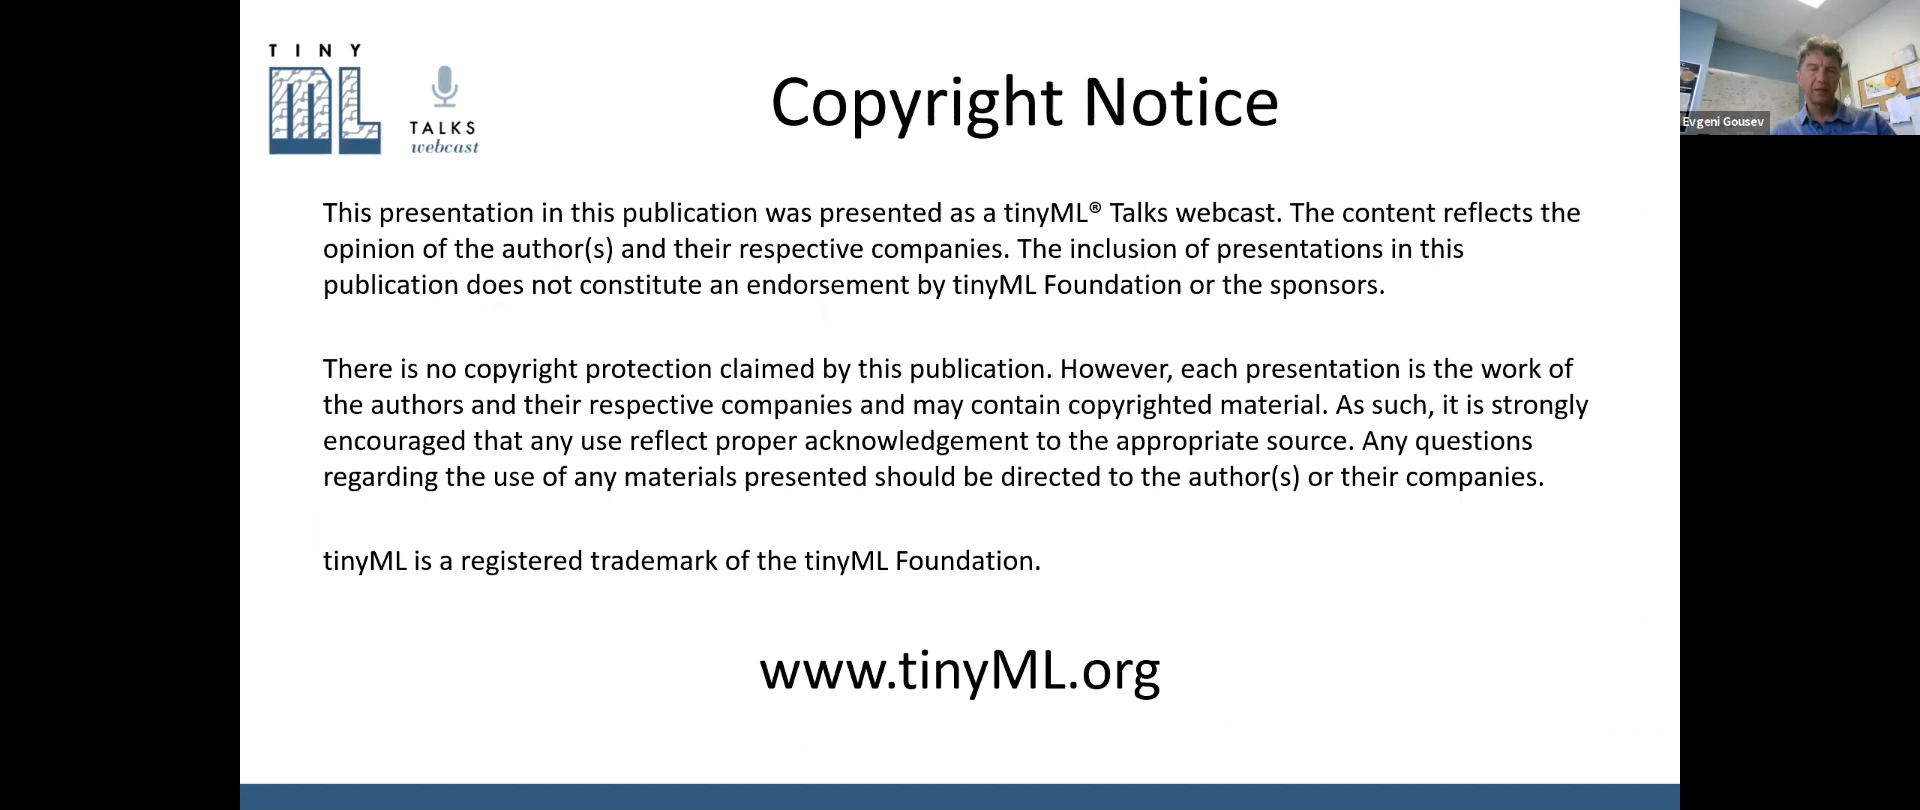 TINY
ML
TALKS
webcast
Copyright Notice
Evgeni Gousev
This presentation in this publication was presented as a tinyML® Talks webcast. The content reflects the
opinion of the author(s) and their respective companies. The inclusion of presentations in this
publication does not constitute an endorsement by tinyML Foundation or the sponsors.
There is no copyright protection claimed by this publication. However, each presentation is the work of
the authors and their respective companies and may contain copyrighted material. As such, it is strongly
encouraged that any use reflect proper acknowledgement to the appropriate source. Any questions
regarding the use of any materials presented should be directed to the author(s) or their companies.
tinyML is a registered trademark of the tinyML Foundation.
www.tinyML.org